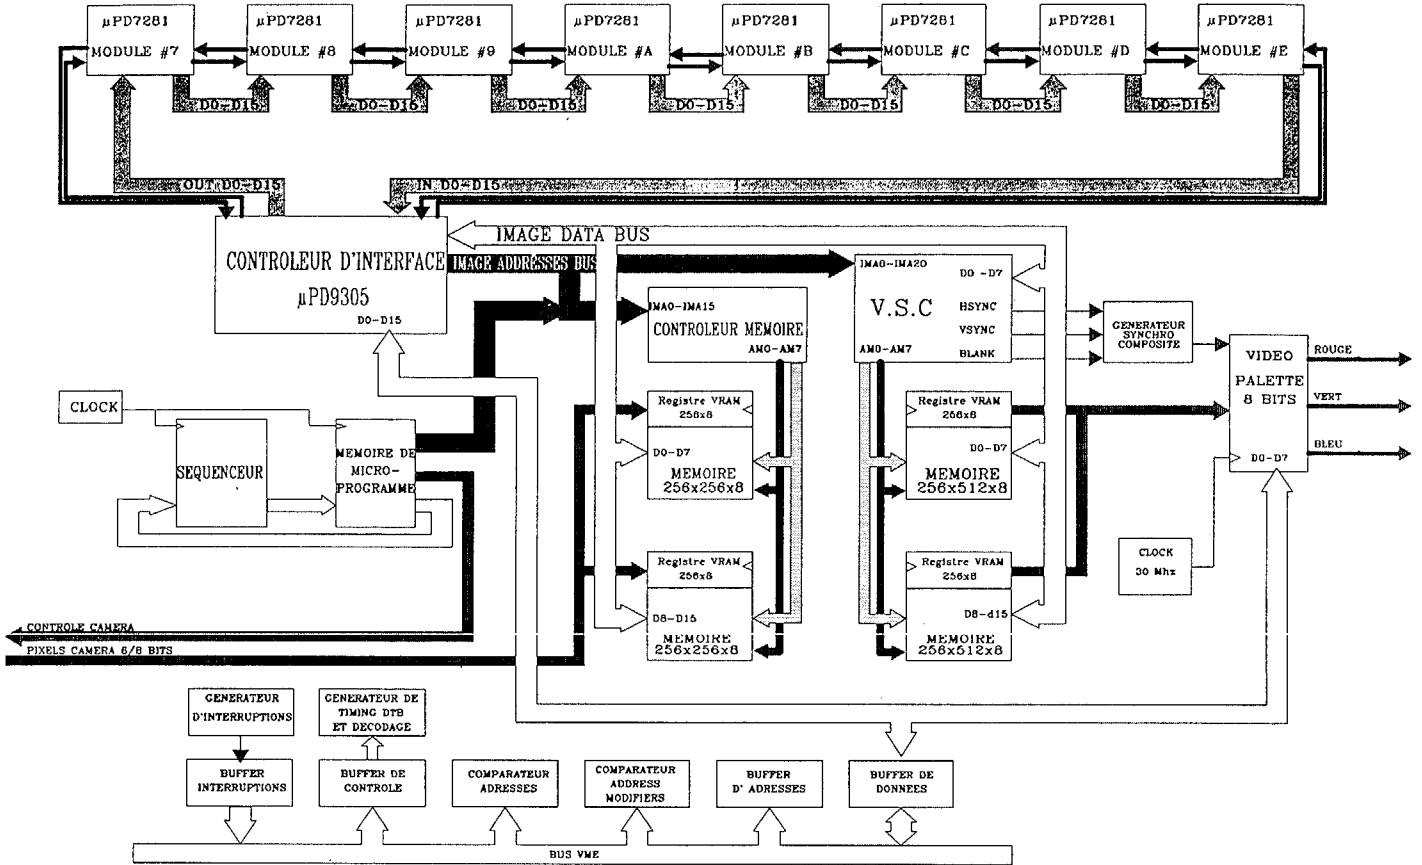 µPD7281
MODULE #7
µPD7281
MODULE #8
µPD7281
MODULE #9
µPD7281
MODULE #A
µPD7281
MODULE #B
µPD7281
MODULE #C
µPD7281
MODULE #D
µPD7281
MODULE #E
D0-D15
D0-D15
D0-D15
D0-D15
D0-D15
D0-D15
D0-D15
OUT D0-D15
IN D0-D15
IMAGE DATA BUS
CONTROLEUR D'INTERFACE
µPD9305
D0-D15
IMAGE ADDRESSES BUS
IMA0-IMA15
CONTROLEUR MEMOIRE
AM0-AM7
IMA0-IMA20
D0-D7
V.S.C
HSYNC
VSYNC
BLANK
AM0-AM7
GENERATEUR
SYNCHRO
COMPOSITE
VIDEO
PALETTE
8 BITS
D0-D7
ROUGE
VERT
BLEU
CLOCK
SEQUENCEUR
MEMOIRE DE
MICRO-
PROGRAMME
Registre VRAM
256x8
D0-D7
MEMOIRE
256x256x8
Registre VRAM
256x8
D0-D7
MEMOIRE
256x512x8
Registre VRAM
256x8
D8-D15
MEMOIRE
256x256x8
Registre VRAM
256x8
D8-d15
MEMOIRE
256x512x8
CLOCK
30 Mhz
CONTROLE CAMERA
PIXELS CAMERA 6/8 BITS
GENERATEUR
D'INTERRUPTIONS
GENERATEUR DE
TIMING DTB
ET DECODAGE
BUFFER
INTERRUPTIONS
BUFFER DE
CONTROLE
COMPARATEUR
ADRESSES
COMPARATEUR
ADDRESS
MODIFIERS
BUFFER
D' ADRESSES
BUFFER DE
DONNEES
BUS VME